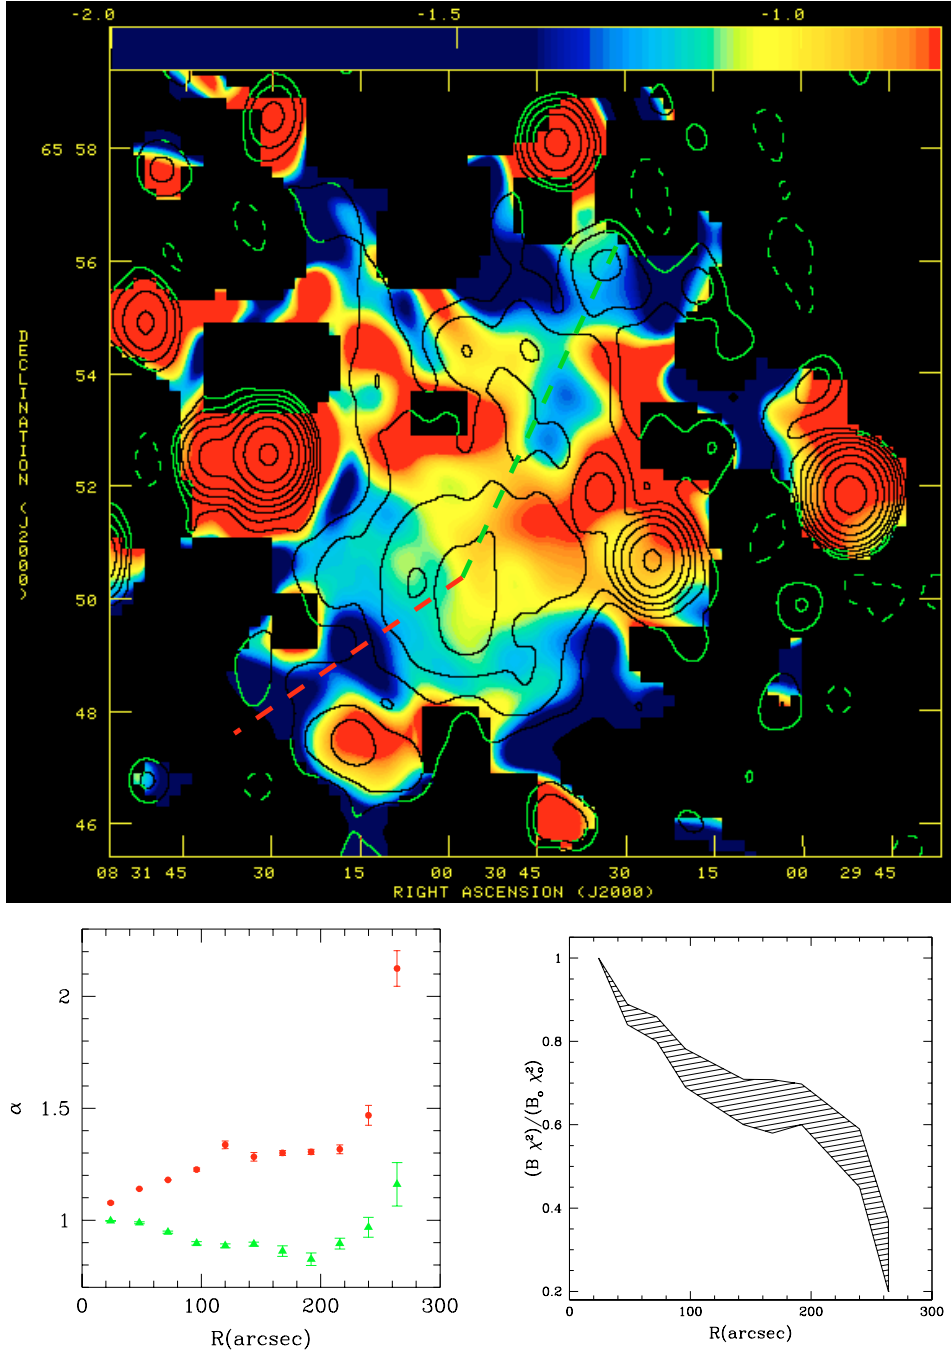 -2.0 -1.5 -1.0
65 58
56
54
52
50
48
46
DECLINATION (J2000)
08 31 45 30 15 00 30 45 30 15 00 29 45
RIGHT ASCENSION (J2000)
2
1.5
1
α
0 100 200 300
R(arcsec)
1
0.8
0.6
0.4
0.2
(B χ²)/(B₀ χ₀²)
0 100 200 300
R(arcsec)